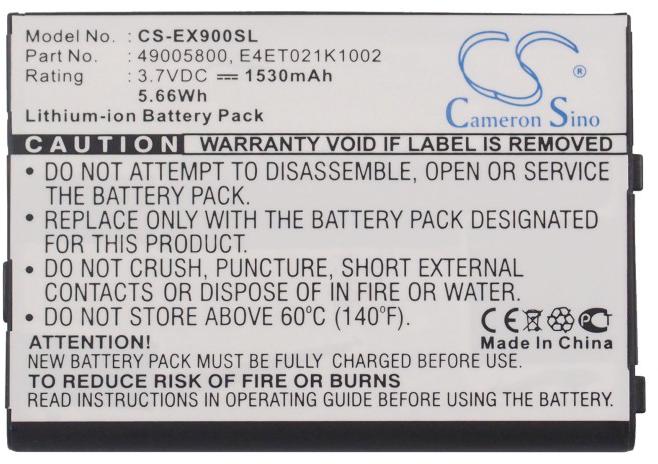 Model No. : CS-EX900SL
Part No. : 49005800, E4ET021K1002
Rating : 3.7VDC ⎓ 1530mAh
5.66Wh
Lithium-ion Battery Pack
CS ®
Cameron Sino
CAUTION WARRANTY VOID IF LABEL IS REMOVED
• DO NOT ATTEMPT TO DISASSEMBLE, OPEN OR SERVICE
THE BATTERY PACK.
• REPLACE ONLY WITH THE BATTERY PACK DESIGNATED
FOR THIS PRODUCT.
• DO NOT CRUSH, PUNCTURE, SHORT EXTERNAL
CONTACTS OR DISPOSE IN FIRE OR WATER.
• DO NOT STORE ABOVE 60°C (140°F).
CE PCT
Made In China
ATTENTION!
NEW BATTERY PACK MUST BE FULLY CHARGED BEFORE USE
TO REDUCE RISK OF FIRE OR BURNS
READ INSTRUCTIONS IN OPERATING GUIDE BEFORE USING BATTERY